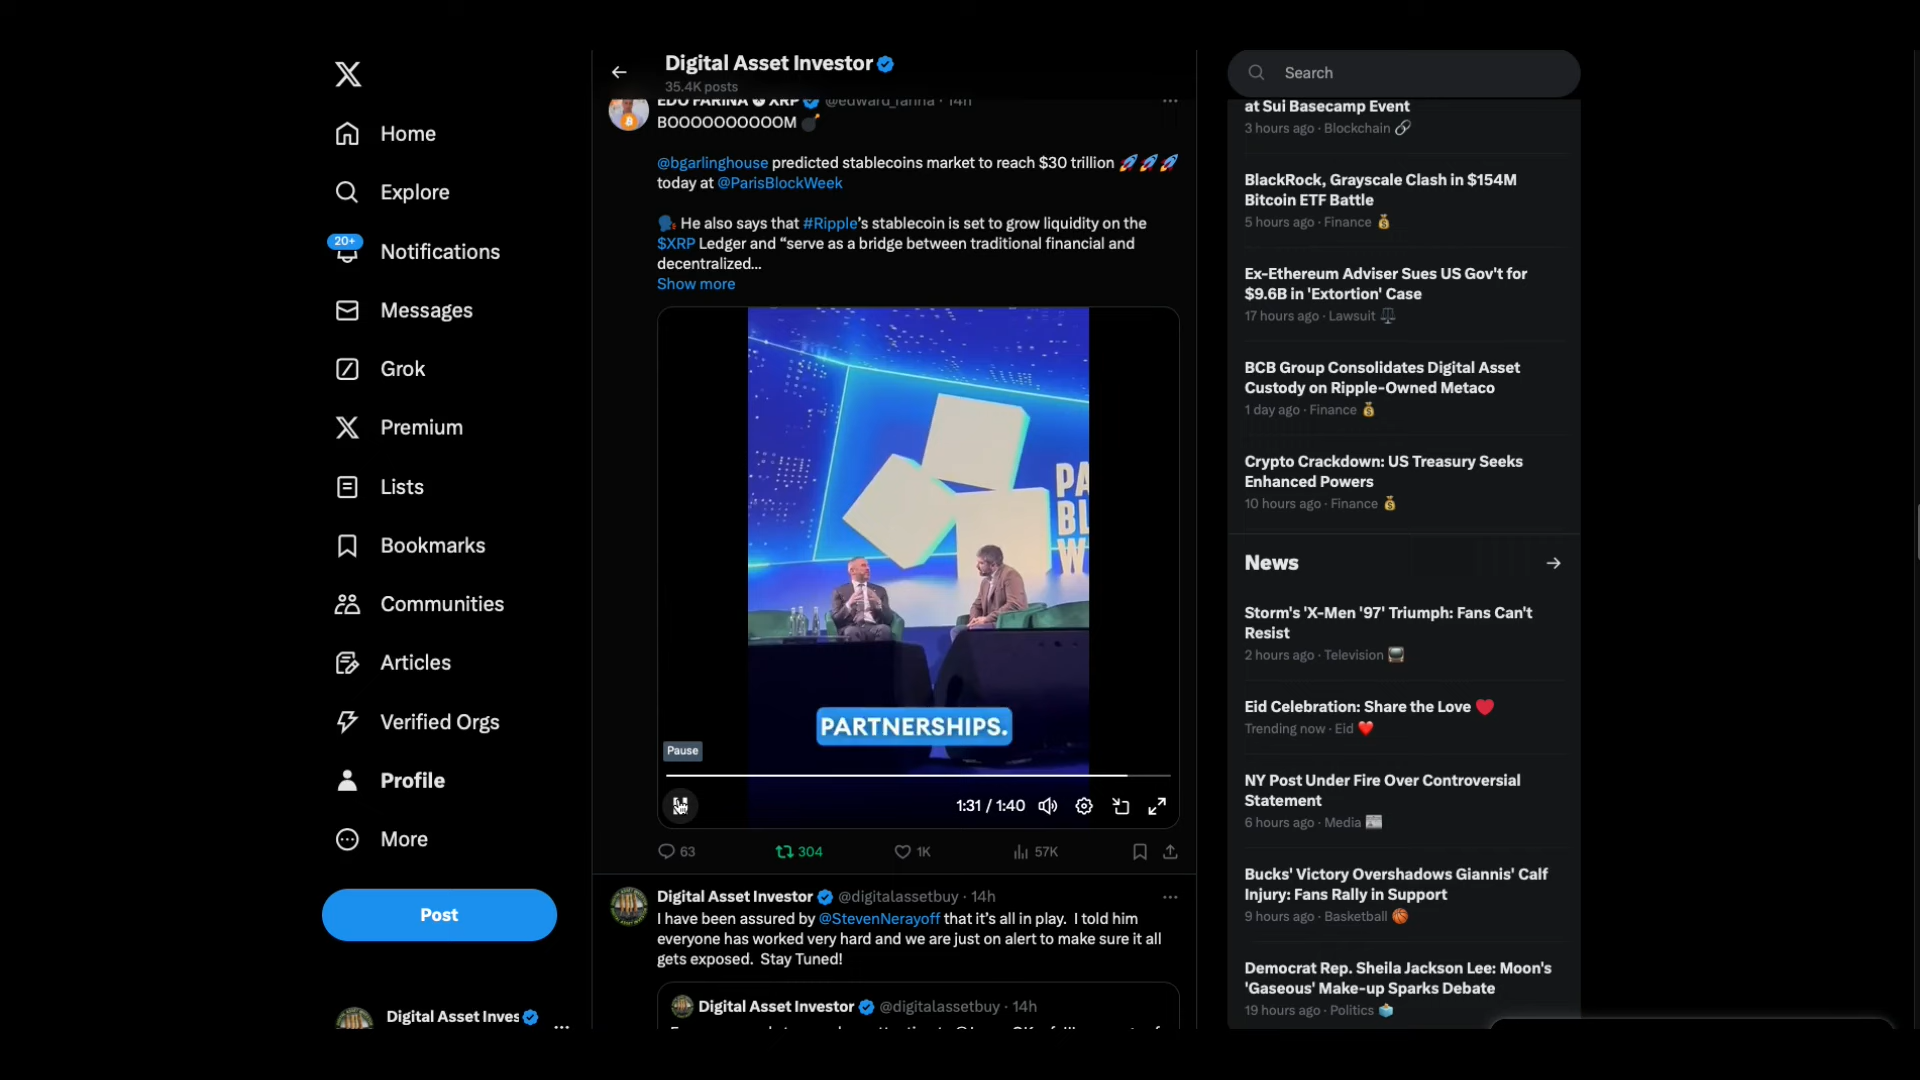 Home
Explore
20+
Notifications
Messages
Grok
Premium
Lists
Bookmarks
Communities
Articles
Verified Orgs
Profile
More
Post
Digital Asset Inves
Digital Asset Investor
35.4K posts
EDO FARINA XRP @edward_farina · 14h
BOOOOOOOOOOM
@bgarlinghouse predicted stablecoins market to reach $30 trillion
today at @ParisBlockWeek
He also says that #Ripple's stablecoin is set to grow liquidity on the
$XRP Ledger and “serve as a bridge between traditional financial and
decentralized...
Show more
PA
BL
W
PARTNERSHIPS.
Pause
1:31 / 1:40
63
304
1K
57K
Digital Asset Investor @digitalassetbuy · 14h
I have been assured by @StevenNerayoff that it's all in play. I told him
everyone has worked very hard and we are just on alert to make sure it all
gets exposed. Stay Tuned!
Digital Asset Investor @digitalassetbuy · 14h
Search
at Sui Basecamp Event
3 hours ago · Blockchain
BlackRock, Grayscale Clash in $154M
Bitcoin ETF Battle
5 hours ago · Finance
Ex-Ethereum Adviser Sues US Gov't for
$9.6B in 'Extortion' Case
17 hours ago · Lawsuit
BCB Group Consolidates Digital Asset
Custody on Ripple-Owned Metaco
1 day ago · Finance
Crypto Crackdown: US Treasury Seeks
Enhanced Powers
10 hours ago · Finance
News
Storm's 'X-Men '97' Triumph: Fans Can't
Resist
2 hours ago · Television
Eid Celebration: Share the Love
Trending now · Eid
NY Post Under Fire Over Controversial
Statement
6 hours ago · Media
Bucks' Victory Overshadows Giannis' Calf
Injury: Fans Rally in Support
9 hours ago · Basketball
Democrat Rep. Sheila Jackson Lee: Moon's
'Gaseous' Make-up Sparks Debate
19 hours ago · Politics